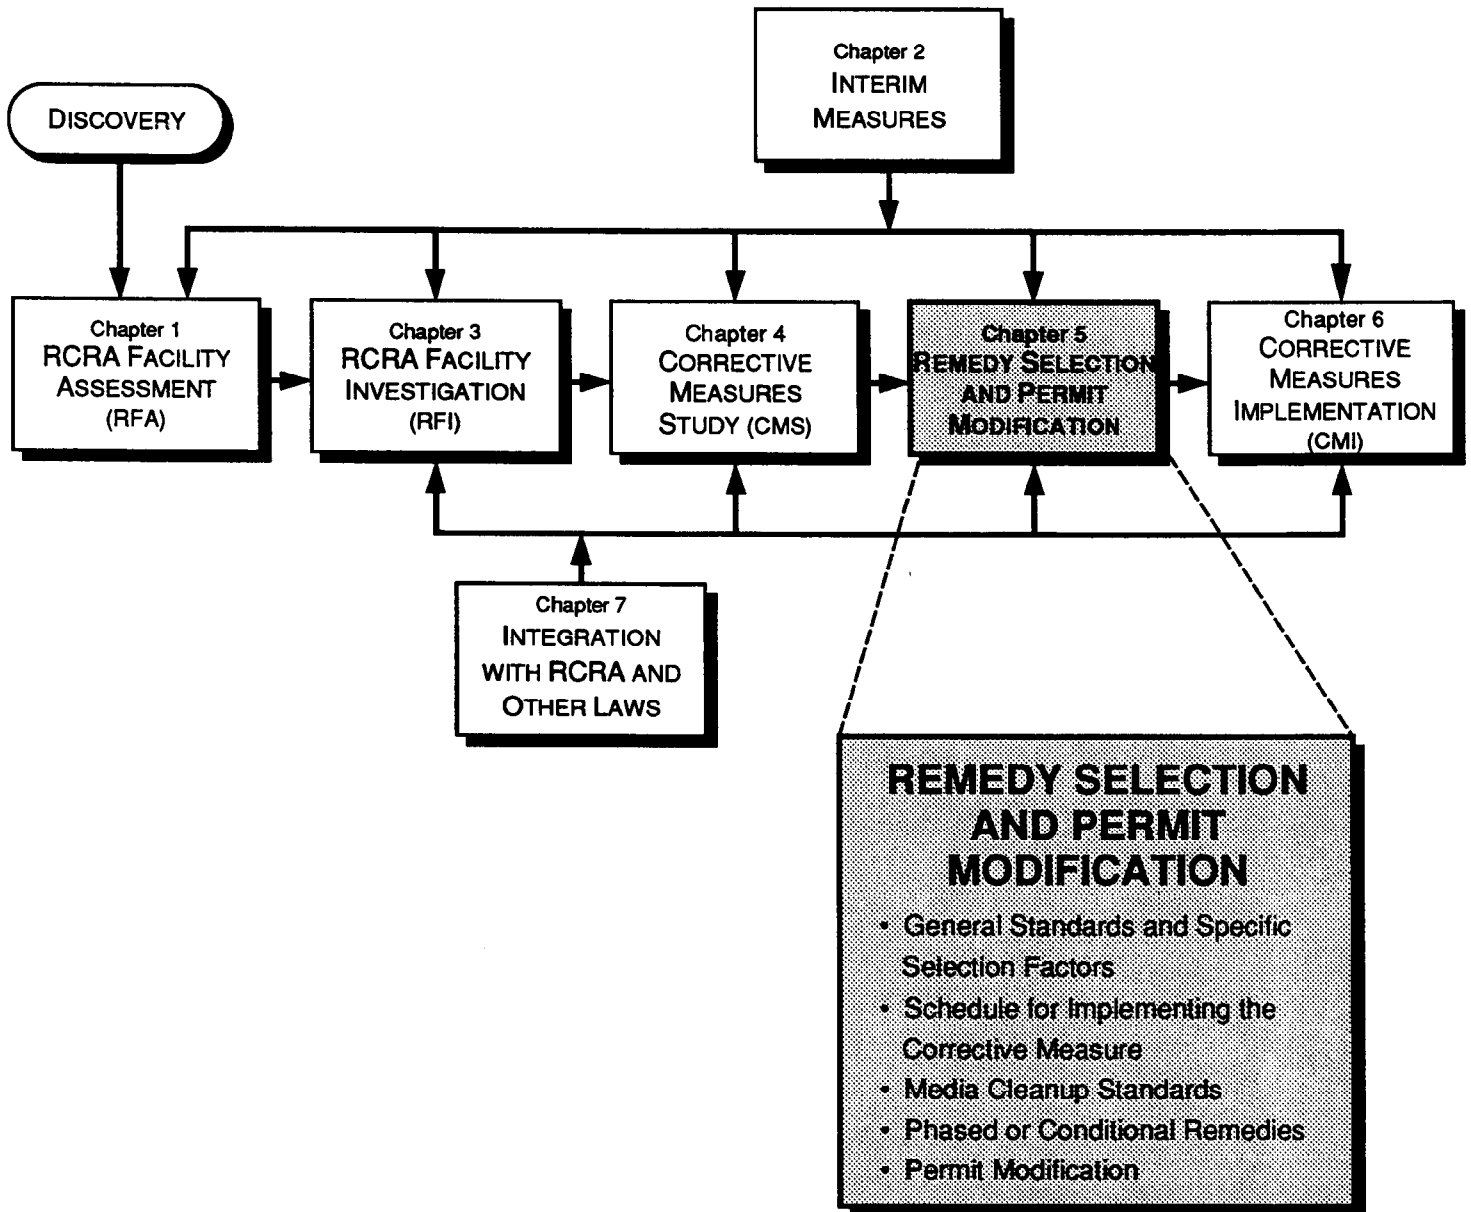 Chapter 2
INTERIM
MEASURES
DISCOVERY
Chapter 1
RCRA FACILITY
ASSESSMENT
(RFA)
Chapter 3
RCRA FACILITY
INVESTIGATION
(RFI)
Chapter 4
CORRECTIVE
MEASURES
STUDY (CMS)
Chapter 5
REMEDY SELECTION
AND PERMIT
MODIFICATION
Chapter 6
CORRECTIVE
MEASURES
IMPLEMENTATION
(CMI)
Chapter 7
INTEGRATION
WITH RCRA AND
OTHER LAWS
REMEDY SELECTION
AND PERMIT
MODIFICATION
• General Standards and Specific
Selection Factors
• Schedule for Implementing the
Corrective Measure
• Media Cleanup Standards
• Phased or Conditional Remedies
• Permit Modification